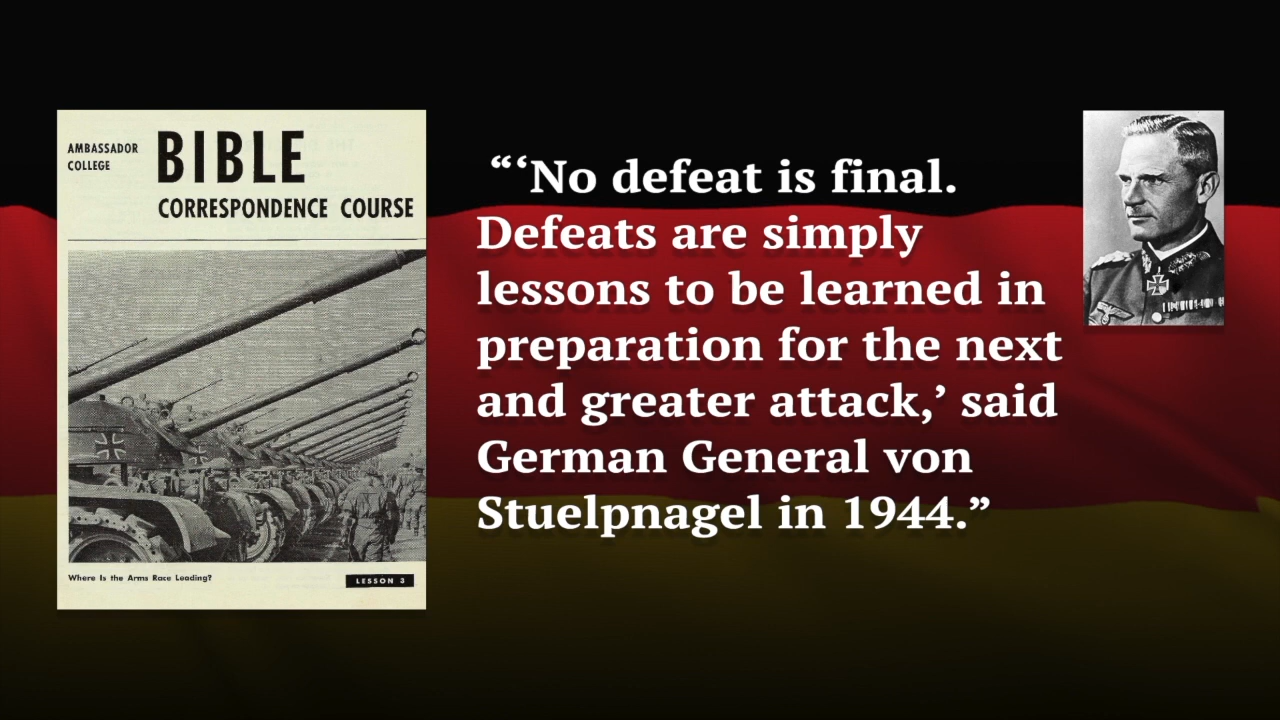 AMBASSADOR
COLLEGE
BIBLE
CORRESPONDENCE COURSE
Where Is the Arms Race Leading?
LESSON 3
“‘No defeat is final.
Defeats are simply
lessons to be learned in
preparation for the next
and greater attack,’ said
German General von
Stuelpnagel in 1944.”